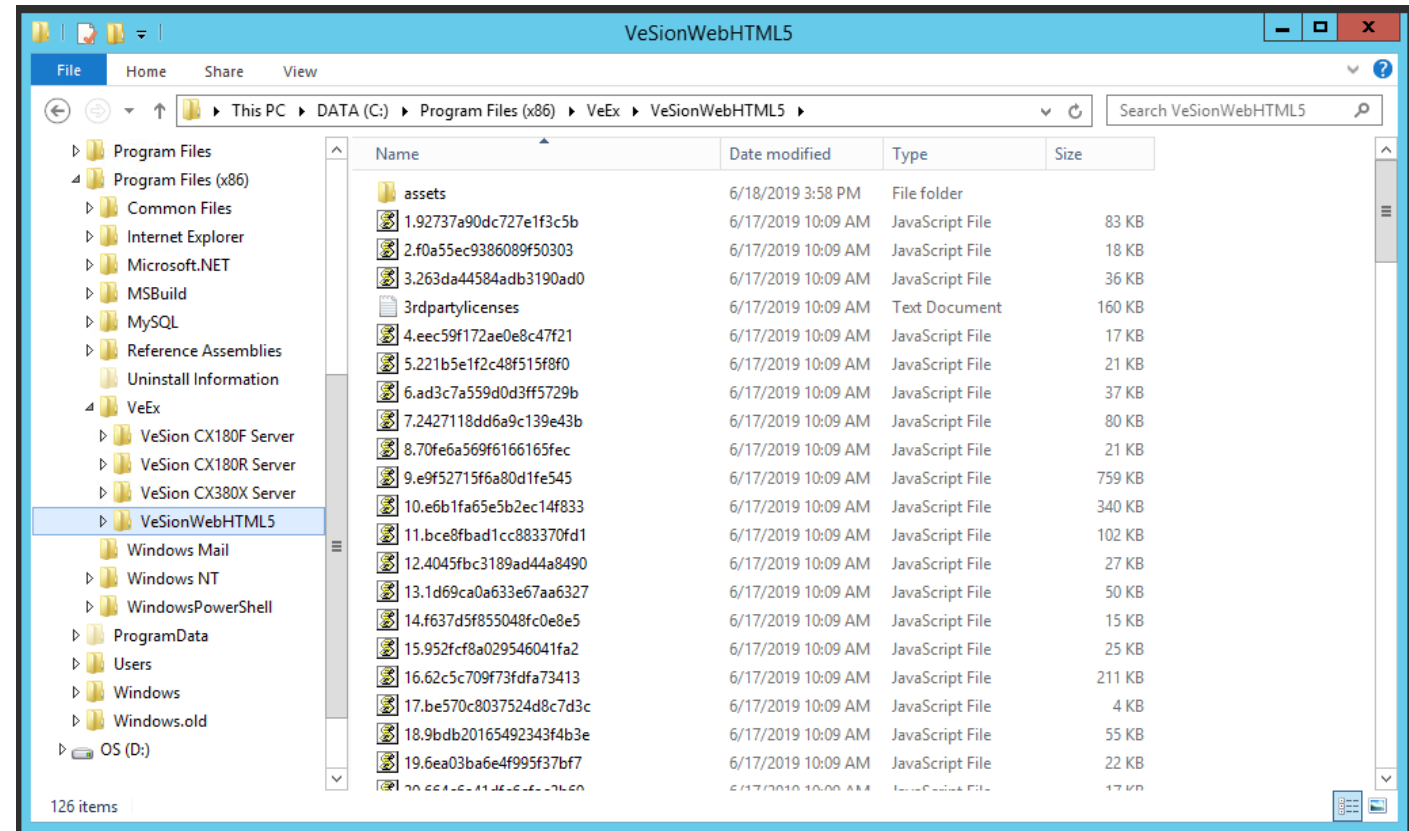 VeSionWebHTML5
File Home Share View
This PC DATA (C:) Program Files (x86) VeEx VeSionWebHTML5 Search VeSionWebHTML5
Program Files
Program Files (x86)
Common Files
Internet Explorer
Microsoft.NET
MSBuild
MySQL
Reference Assemblies
Uninstall Information
VeEx
VeSion CX180F Server
VeSion CX180R Server
VeSion CX380X Server
VeSionWebHTML5
Windows Mail
Windows NT
WindowsPowerShell
ProgramData
Users
Windows
Windows.old
OS (D:)
Name Date modified Type Size
assets 6/18/2019 3:58 PM File folder
1.92737a90dc727e1f3c5b 6/17/2019 10:09 AM JavaScript File 83 KB
2.f0a55ec9386089f50303 6/17/2019 10:09 AM JavaScript File 18 KB
3.263da44584adb3190ad0 6/17/2019 10:09 AM JavaScript File 36 KB
3rdpartylicenses 6/17/2019 10:09 AM Text Document 160 KB
4.eec59f172ae0e8c47f21 6/17/2019 10:09 AM JavaScript File 17 KB
5.221b5e1f2c48f515f8f0 6/17/2019 10:09 AM JavaScript File 21 KB
6.ad3c7a559d0d3ff5729b 6/17/2019 10:09 AM JavaScript File 37 KB
7.2427118dd6a9c139e43b 6/17/2019 10:09 AM JavaScript File 80 KB
8.70fe6a569f6166165fec 6/17/2019 10:09 AM JavaScript File 21 KB
9.e9f52715f6a80d1fe545 6/17/2019 10:09 AM JavaScript File 759 KB
10.e6b1fa65e5b2ec14f833 6/17/2019 10:09 AM JavaScript File 340 KB
11.bce8fbad1cc883370fd1 6/17/2019 10:09 AM JavaScript File 102 KB
12.4045fbc3189ad44a8490 6/17/2019 10:09 AM JavaScript File 27 KB
13.1d69ca0a633e67aa6327 6/17/2019 10:09 AM JavaScript File 50 KB
14.f637d5f855048fc0e8e5 6/17/2019 10:09 AM JavaScript File 15 KB
15.952fcf8a029546041fa2 6/17/2019 10:09 AM JavaScript File 25 KB
16.62c5c709f73fdfa73413 6/17/2019 10:09 AM JavaScript File 211 KB
17.be570c8037524d8c7d3c 6/17/2019 10:09 AM JavaScript File 4 KB
18.9bdb20165492343f4b3e 6/17/2019 10:09 AM JavaScript File 55 KB
19.6ea03ba6e4f995f37bf7 6/17/2019 10:09 AM JavaScript File 22 KB
6/17/2019 10:09 AM JavaScript File 17 KB
126 items